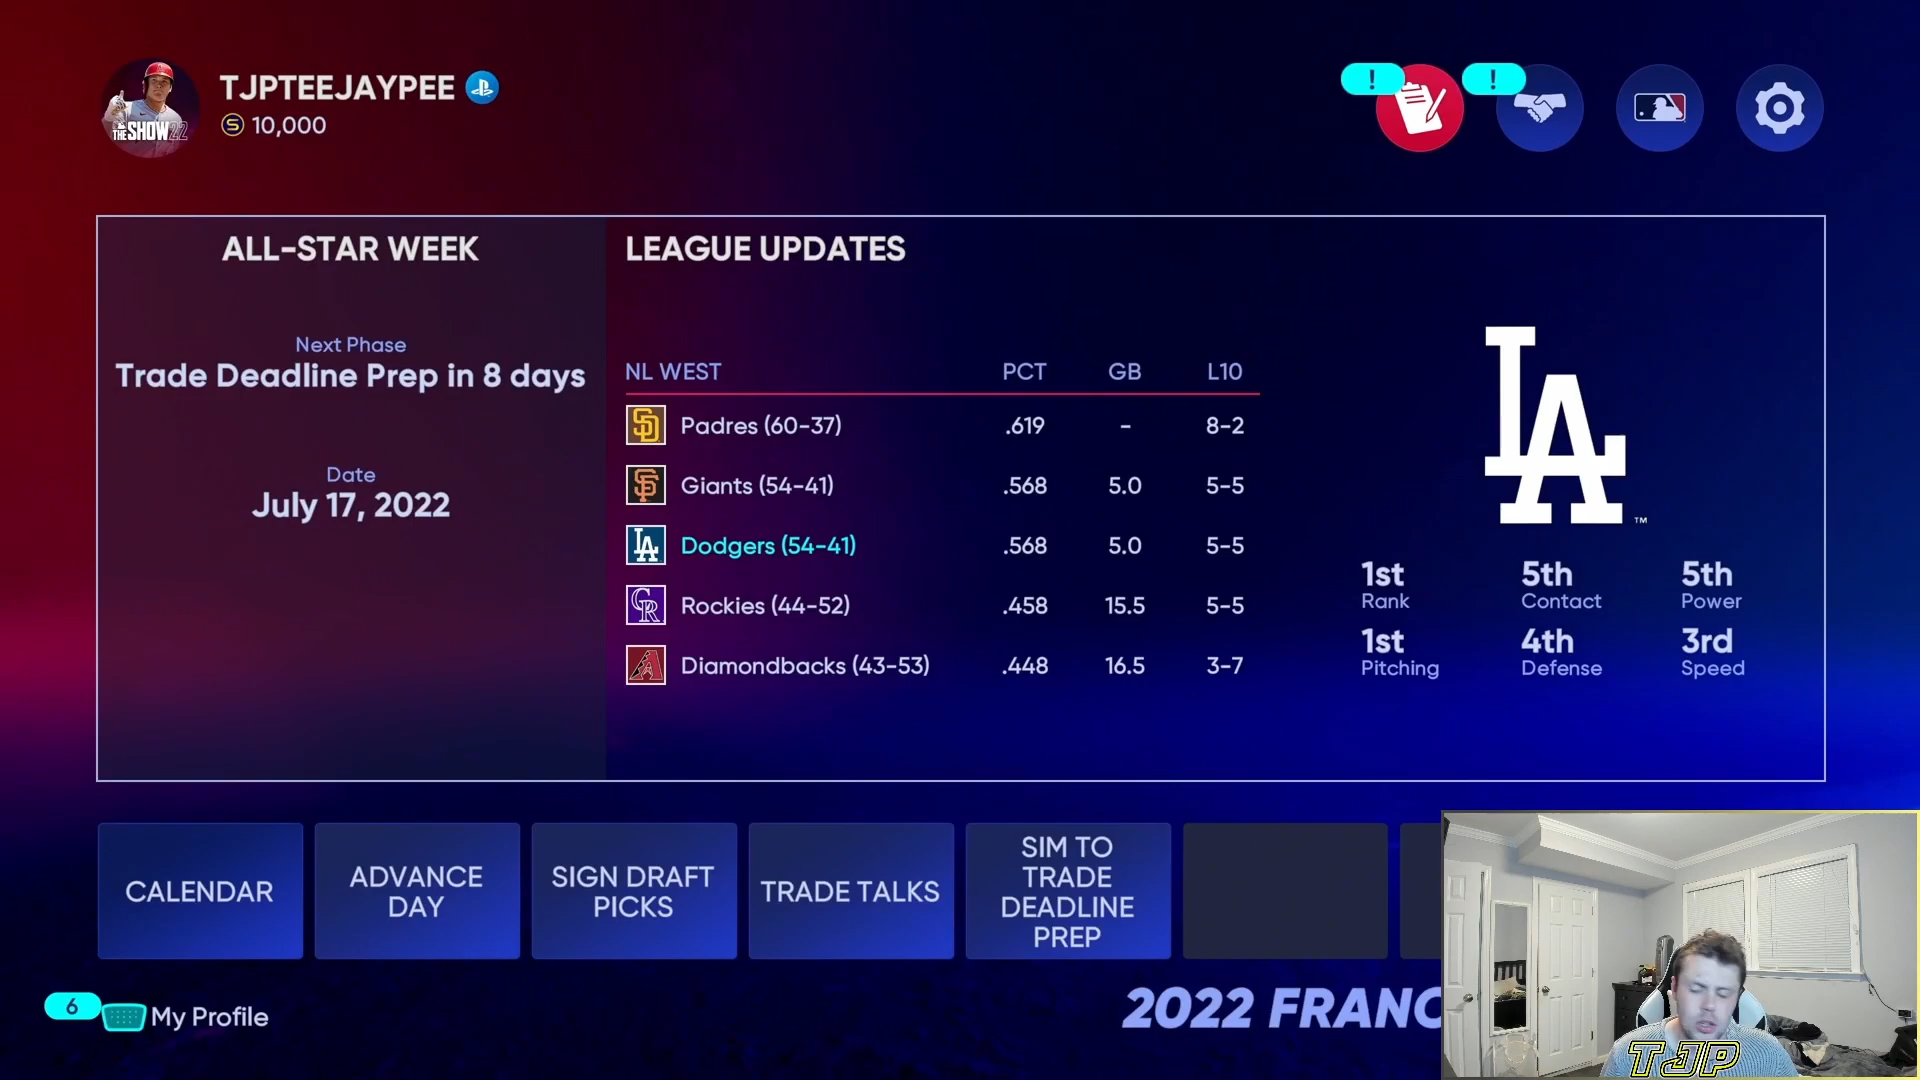 TJPTEEJAYPEE
10,000
THE SHOW 22
!
!
ALL-STAR WEEK
Next Phase
Trade Deadline Prep in 8 days
Date
July 17, 2022
LEAGUE UPDATES
NL WEST PCT GB L10
Padres (60-37) .619 - 8-2
Giants (54-41) .568 5.0 5-5
Dodgers (54-41) .568 5.0 5-5
Rockies (44-52) .458 15.5 5-5
Diamondbacks (43-53) .448 16.5 3-7
LA
TM
1st 5th 5th
Rank Contact Power
1st 4th 3rd
Pitching Defense Speed
CALENDAR
ADVANCE
DAY
SIGN DRAFT
PICKS
TRADE TALKS
SIM TO
TRADE
DEADLINE
PREP
6 My Profile
2022 FRANC
TJP